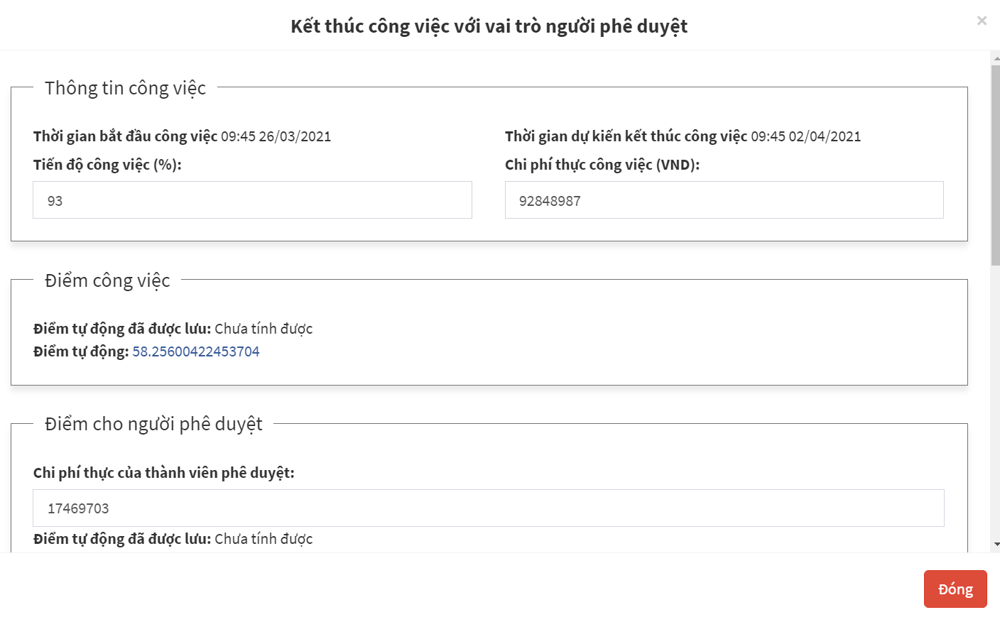 Kết thúc công việc với vai trò người phê duyệt
×
Thông tin công việc
Thời gian bắt đầu công việc 09:45 26/03/2021
Thời gian dự kiến kết thúc công việc 09:45 02/04/2021
Tiến độ công việc (%):
Chi phí thực công việc (VND):
93
92848987
Điểm công việc
Điểm tự động đã được lưu: Chưa tính được
Điểm tự động: 58.25600422453704
Điểm cho người phê duyệt
Chi phí thực của thành viên phê duyệt:
17469703
Điểm tự động đã được lưu: Chưa tính được
Đóng